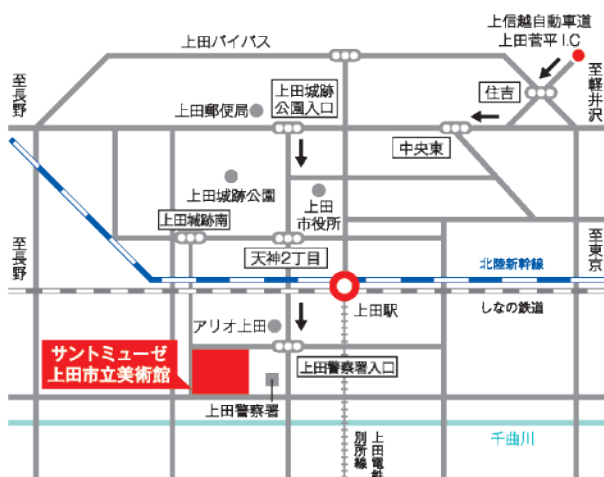 上信越自動車道
上田菅平 I.C
上田バイパス
至長野
至軽井沢
住吉
上田城跡
公園入口
上田郵便局
中央東
上田城跡公園
上田
市役所
上田城跡南
天神2丁目
至長野
至東京
北陸新幹線
しなの鉄道
上田駅
アリオ上田
サントミューゼ
上田市立美術館
上田警察署入口
上田警察署
上田電鉄
別所線
千曲川